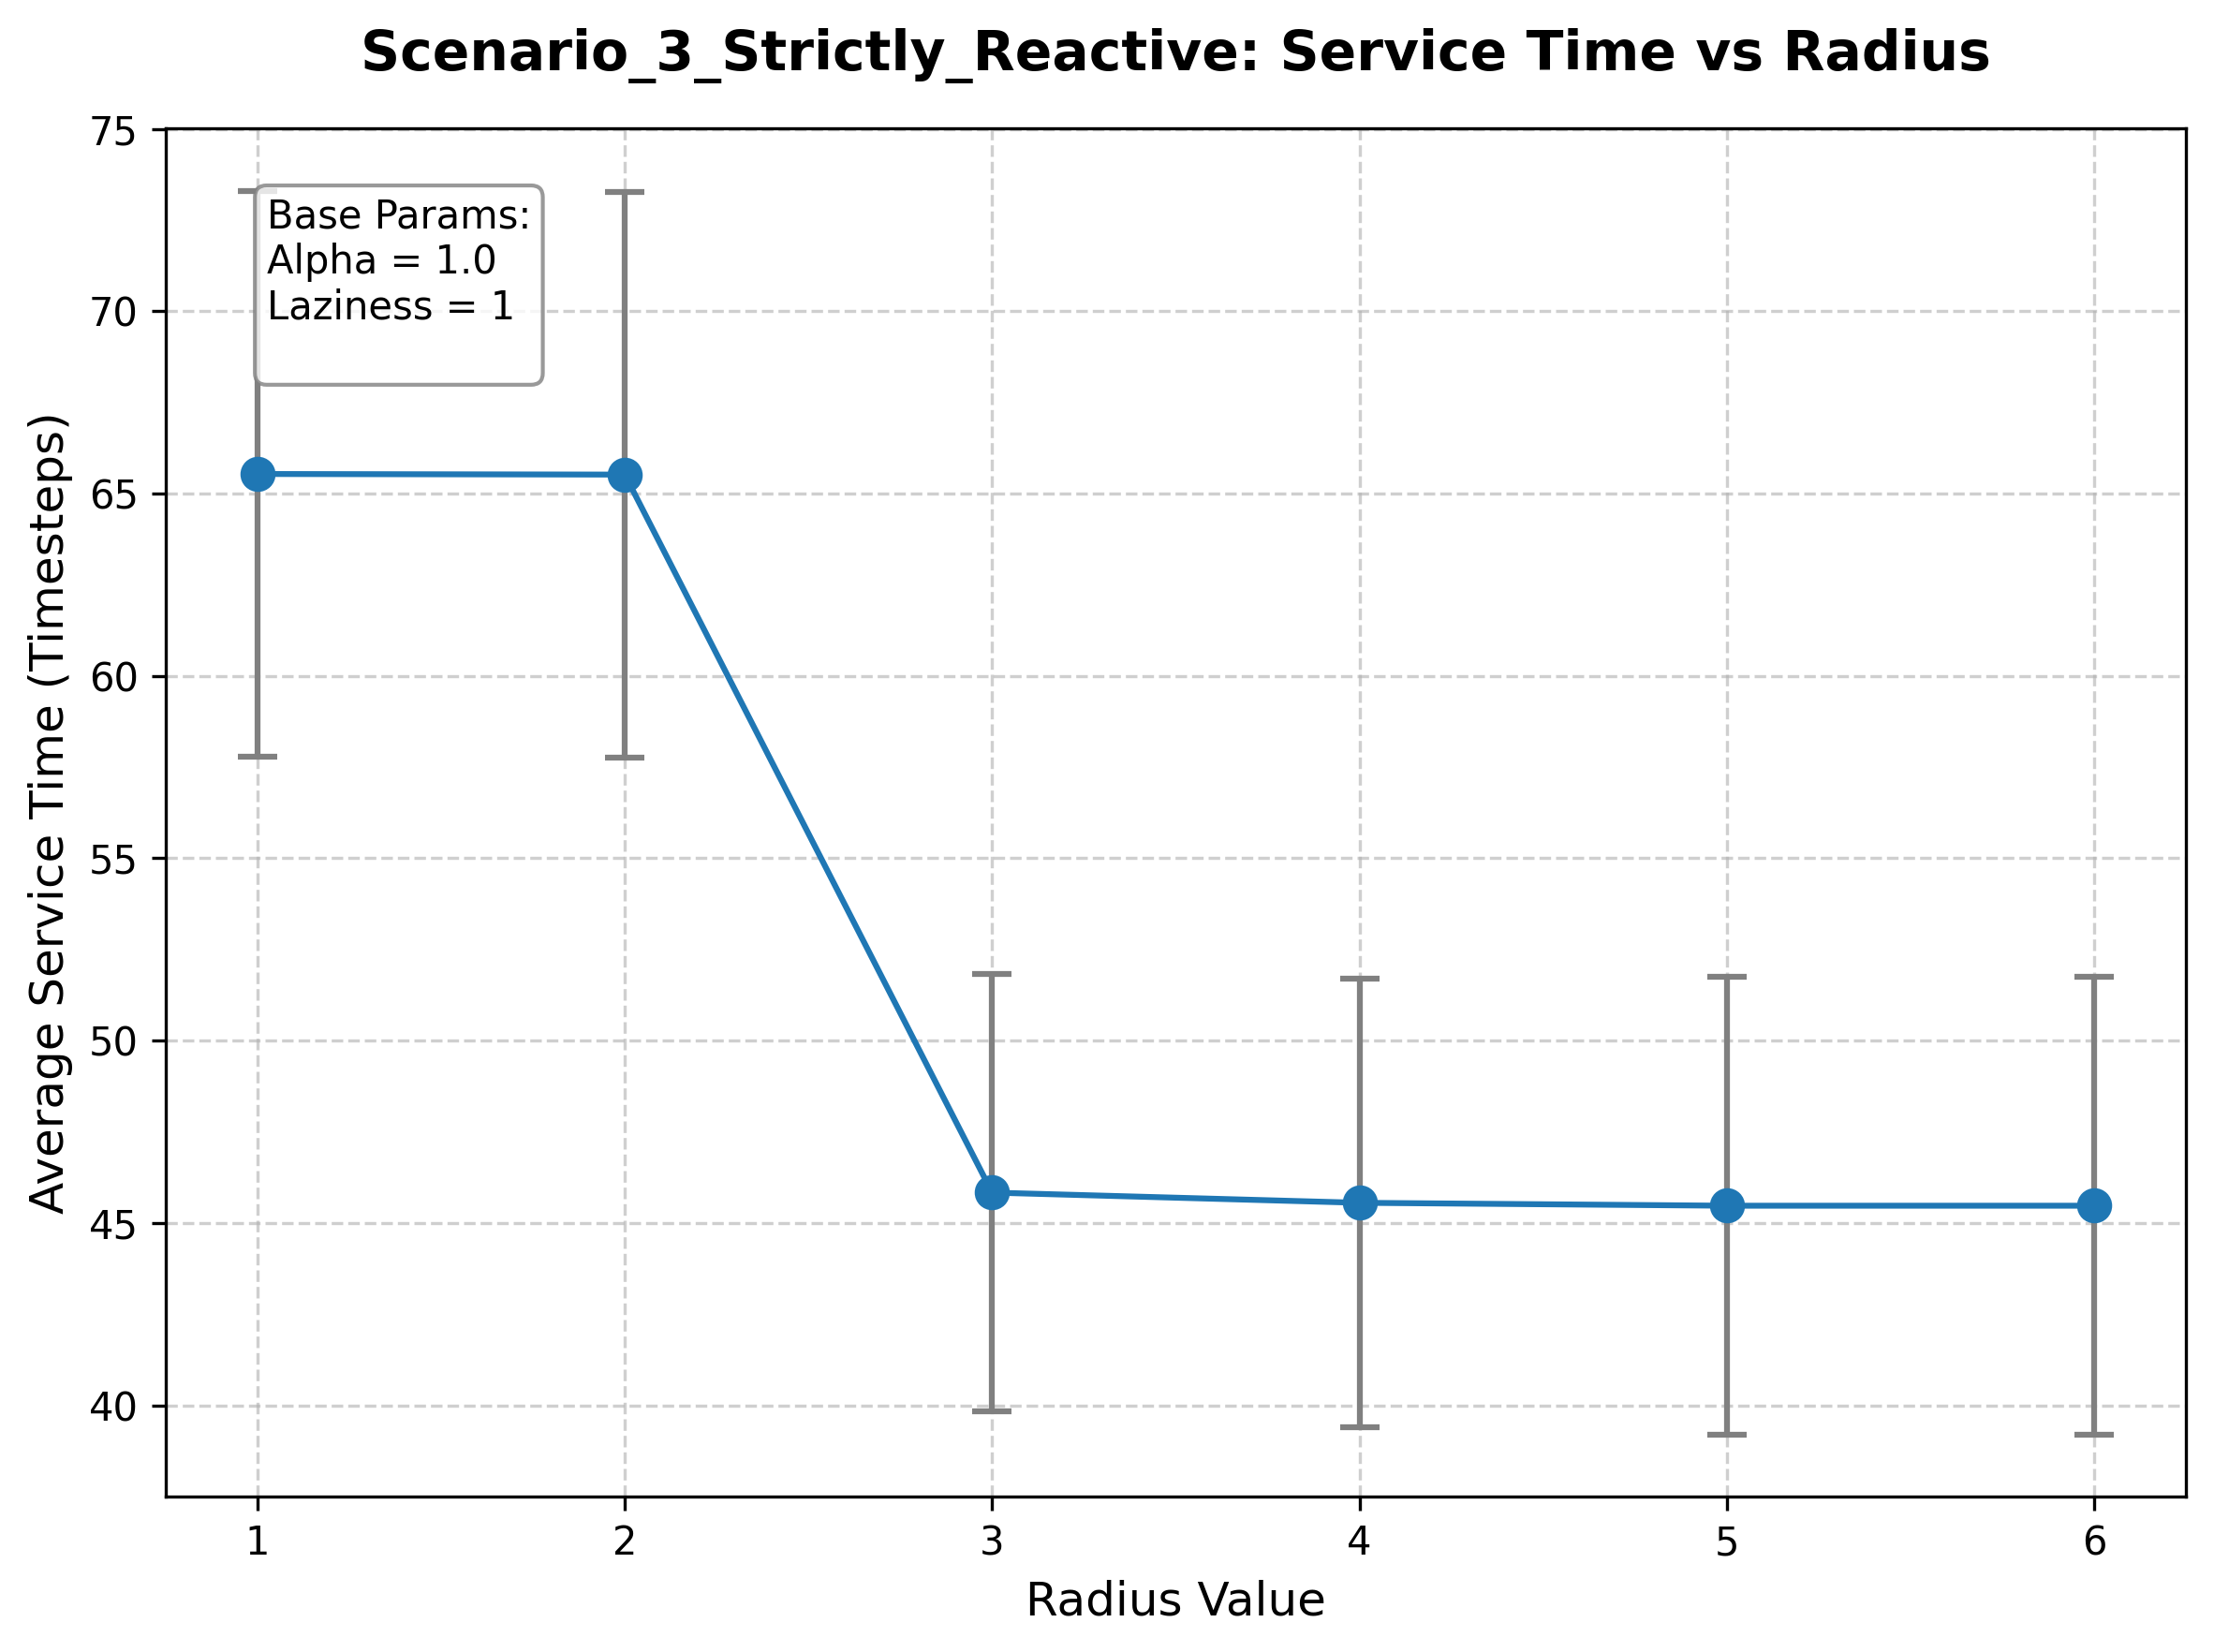 Scenario_3_Strictly_Reactive: Service Time vs Radius
75
70
65
60
55
50
45
40
Average Service Time (Timesteps)
Base Params:
Alpha = 1.0
Laziness = 1
1 2 3 4 5 6
Radius Value